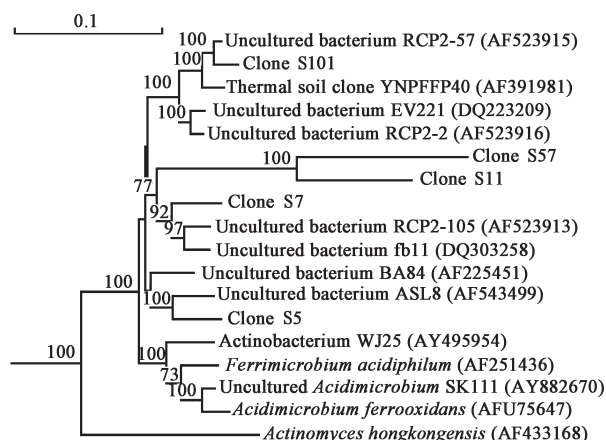 0.1
100
Uncultured bacterium RCP2-57 (AF523915)
Clone S101
100
100
Thermal soil clone YNPFFP40 (AF391981)
100
Uncultured bacterium EV221 (DQ223209)
Uncultured bacterium RCP2-2 (AF523916)
100
Clone S57
77
Clone S11
92
Clone S7
97
Uncultured bacterium RCP2-105 (AF523913)
Uncultured bacterium fb11 (DQ303258)
100
Uncultured bacterium BA84 (AF225451)
100
Uncultured bacterium ASL8 (AF543499)
Clone S5
100
100
Actinobacterium WJ25 (AY495954)
73
Ferrimicrobium acidiphilum (AF251436)
100
Uncultured Acidimicrobium SK111 (AY882670)
Acidimicrobium ferrooxidans (AFU75647)
Actinomyces hongkongensis (AF433168)